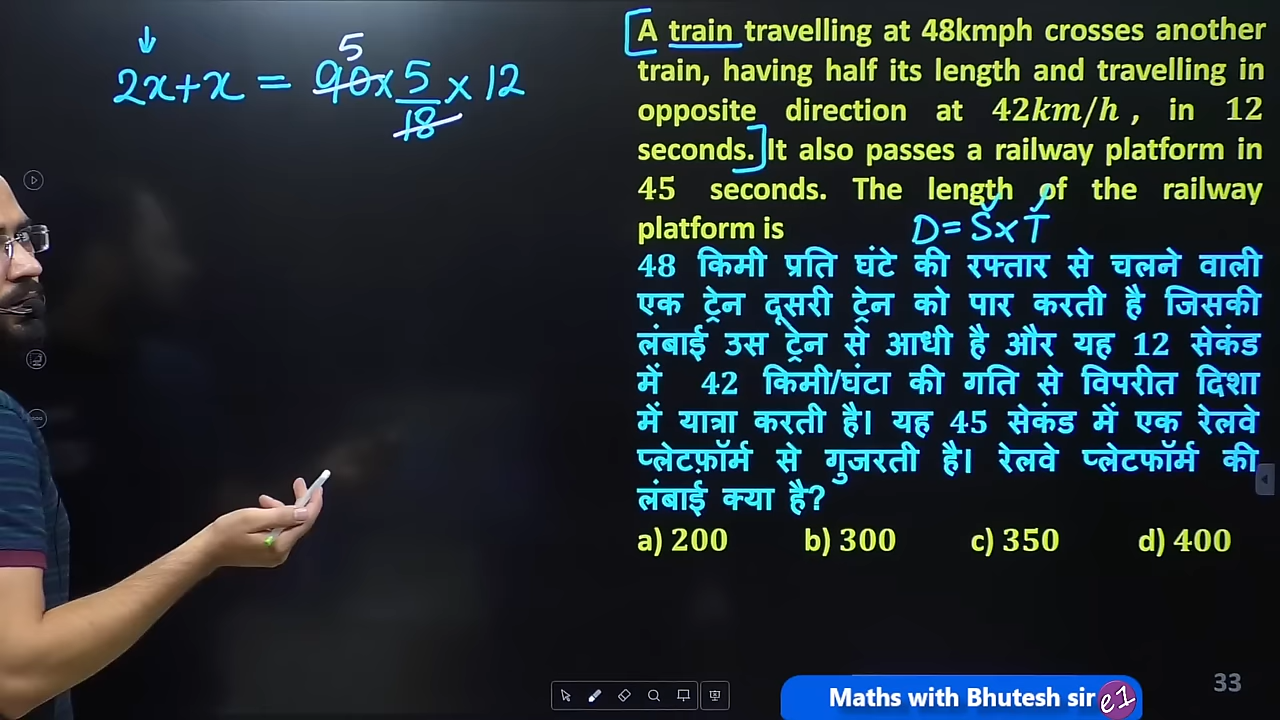 2x+x = 90×5/18×12
5
A train travelling at 48kmph crosses another
train, having half its length and travelling in
opposite direction at 42km/h, in 12
seconds. It also passes a railway platform in
45 seconds. The length of the railway
platform is
D=S×T
48 किमी प्रति घंटे की रफ्तार से चलने वाली
एक ट्रेन दूसरी ट्रेन को पार करती है जिसकी
लंबाई उस ट्रेन से आधी है और यह 12 सेकंड
में 42 किमी/घंटा की गति से विपरीत दिशा
में यात्रा करती है। यह 45 सेकंड में एक रेलवे
प्लेटफ़ॉर्म से गुजरती है। रेलवे प्लेटफॉर्म की
लंबाई क्या है?
a) 200 b) 300 c) 350 d) 400
Maths with Bhutesh sir e1
33